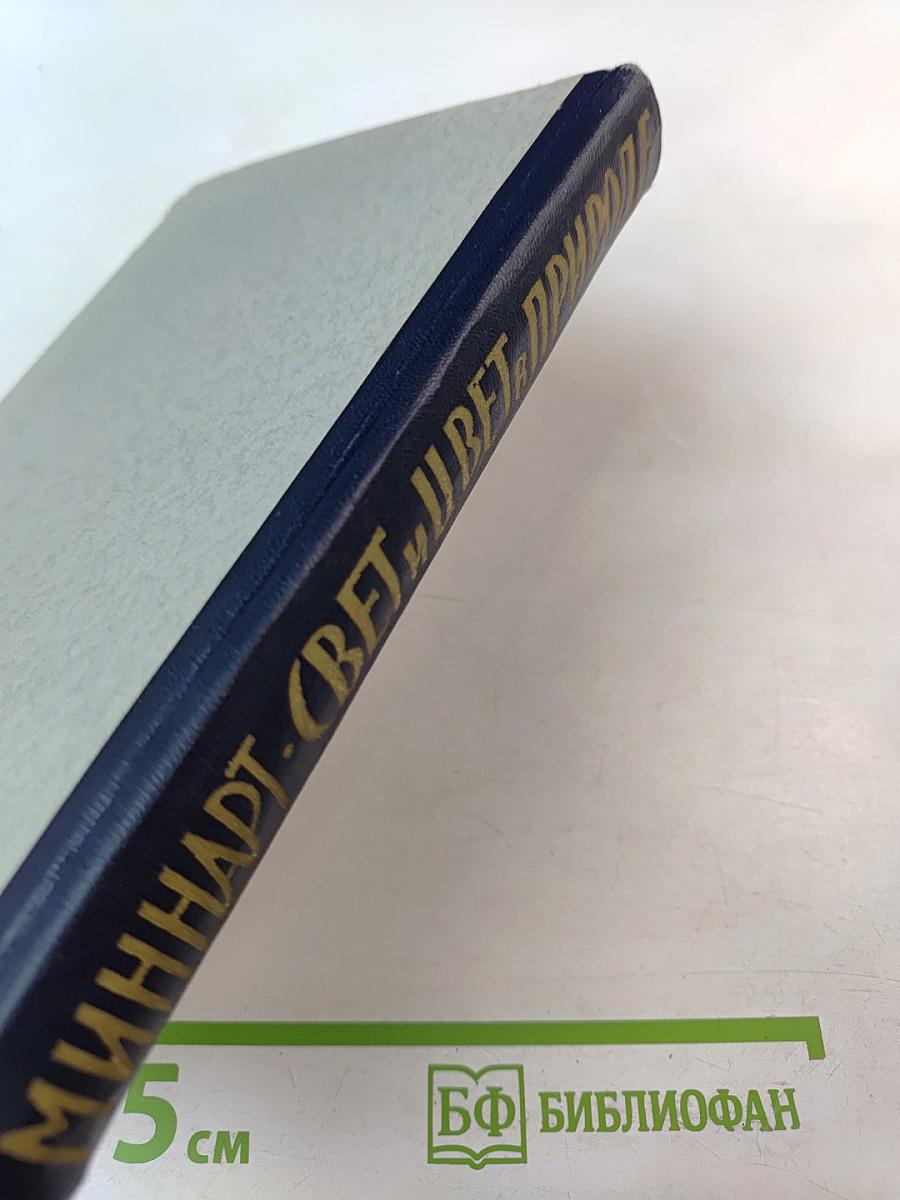 МИННАРТ · СВЕТ и ЦВЕТ в ПРИРОДЕ
5 см
БФ БИБЛИОФАН